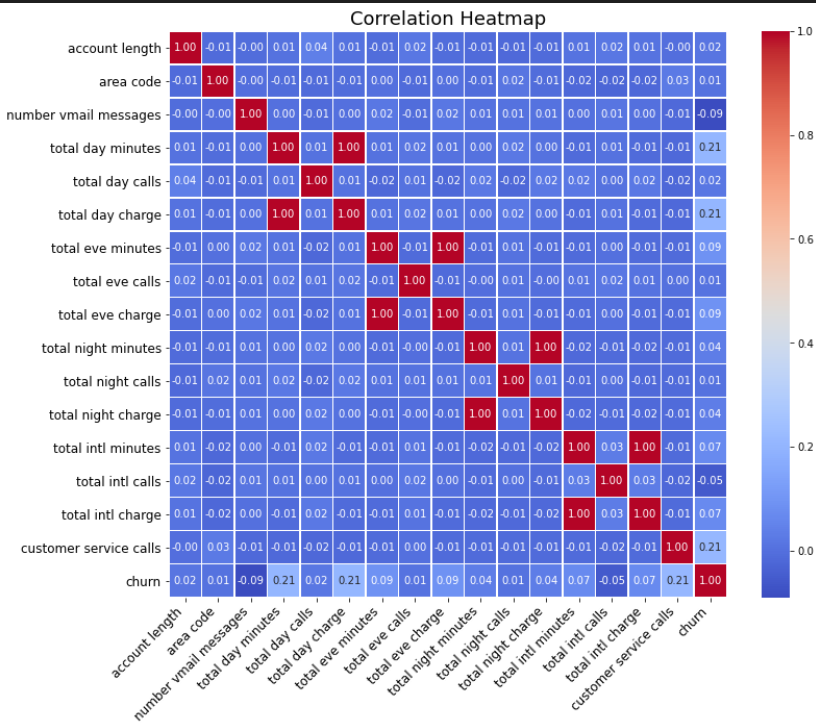 Correlation Heatmap
account length 1.00 -0.01 -0.00 0.01 0.04 0.01 -0.01 0.02 -0.01 -0.01 -0.01 -0.01 0.01 0.02 0.01 -0.00 0.02
area code -0.01 1.00 -0.00 -0.01 -0.01 -0.01 0.00 -0.01 0.00 -0.01 0.02 -0.01 -0.02 -0.02 -0.02 0.03 0.01
number vmail messages -0.00 -0.00 1.00 0.00 -0.01 0.00 0.02 -0.01 0.02 0.01 0.01 0.01 0.00 0.01 0.00 -0.01 -0.09
total day minutes 0.01 -0.01 0.00 1.00 0.01 1.00 0.01 0.02 0.01 0.00 0.02 0.00 -0.01 0.01 -0.01 -0.01 0.21
total day calls 0.04 -0.01 -0.01 0.01 1.00 0.01 -0.02 0.01 -0.02 0.02 -0.02 0.02 0.02 0.00 0.02 -0.02 0.02
total day charge 0.01 -0.01 0.00 1.00 0.01 1.00 0.01 0.02 0.01 0.00 0.02 0.00 -0.01 0.01 -0.01 -0.01 0.21
total eve minutes -0.01 0.00 0.02 0.01 -0.02 0.01 1.00 -0.01 1.00 -0.01 0.01 -0.01 -0.01 0.00 -0.01 -0.01 0.09
total eve calls 0.02 -0.01 -0.01 0.02 0.01 0.02 -0.01 1.00 -0.01 -0.00 0.01 -0.00 0.01 0.02 0.01 0.00 0.01
total eve charge -0.01 0.00 0.02 0.01 -0.02 0.01 1.00 -0.01 1.00 -0.01 0.01 -0.01 -0.01 0.00 -0.01 -0.01 0.09
total night minutes -0.01 -0.01 0.01 0.00 0.02 0.00 -0.01 -0.00 -0.01 1.00 0.01 1.00 -0.02 -0.01 -0.02 -0.01 0.04
total night calls -0.01 0.02 0.01 0.02 -0.02 0.02 0.01 0.01 0.01 0.01 1.00 0.01 -0.01 0.00 -0.01 -0.01 0.01
total night charge -0.01 -0.01 0.01 0.00 0.02 0.00 -0.01 -0.00 -0.01 1.00 0.01 1.00 -0.02 -0.01 -0.02 -0.01 0.04
total intl minutes 0.01 -0.02 0.00 -0.01 0.02 -0.01 -0.01 0.01 -0.01 -0.02 -0.01 -0.02 1.00 0.03 1.00 -0.01 0.07
total intl calls 0.02 -0.02 0.01 0.01 0.00 0.01 0.00 0.02 0.00 -0.01 0.00 -0.01 0.03 1.00 0.03 -0.02 -0.05
total intl charge 0.01 -0.02 0.00 -0.01 0.02 -0.01 -0.01 0.01 -0.01 -0.02 -0.01 -0.02 1.00 0.03 1.00 -0.01 0.07
customer service calls -0.00 0.03 -0.01 -0.01 -0.02 -0.01 -0.01 0.00 -0.01 -0.01 -0.01 -0.01 -0.01 -0.02 -0.01 1.00 0.21
churn 0.02 0.01 -0.09 0.21 0.02 0.21 0.09 0.01 0.09 0.04 0.01 0.04 0.07 -0.05 0.07 0.21 1.00
account length
area code
number vmail messages
total day minutes
total day calls
total day charge
total eve minutes
total eve calls
total eve charge
total night minutes
total night calls
total night charge
total intl minutes
total intl calls
total intl charge
customer service calls
churn
1.0
0.8
0.6
0.4
0.2
0.0